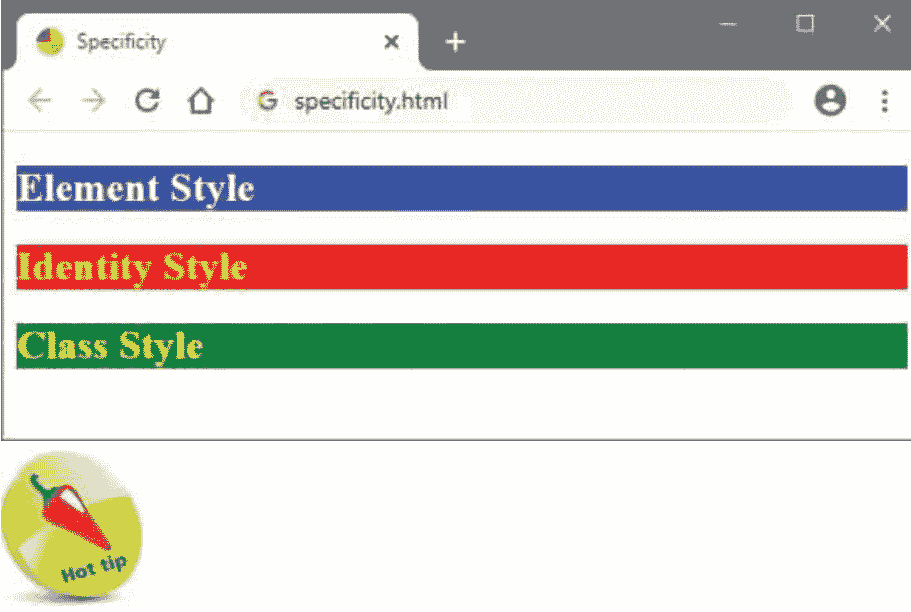 Specificity
specificity.html
Element Style
Identity Style
Class Style
Hot tip